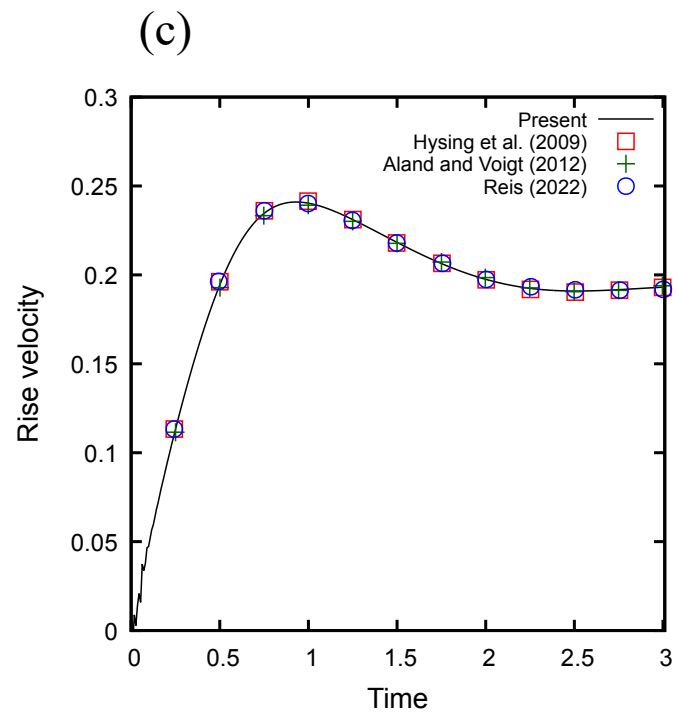 (c)
0.3
0.25
0.2
0.15
0.1
0.05
0
Rise velocity
Present
Hysing et al. (2009)
Aland and Voigt (2012)
Reis (2022)
0 0.5 1 1.5 2 2.5 3
Time